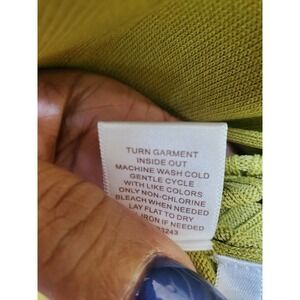 TURN GARMENT
INSIDE OUT
MACHINE WASH COLD
GENTLE CYCLE
WITH LIKE COLORS
ONLY NON-CHLORINE
BLEACH WHEN NEEDED
LAY FLAT TO DRY
IRON IF NEEDED
3243